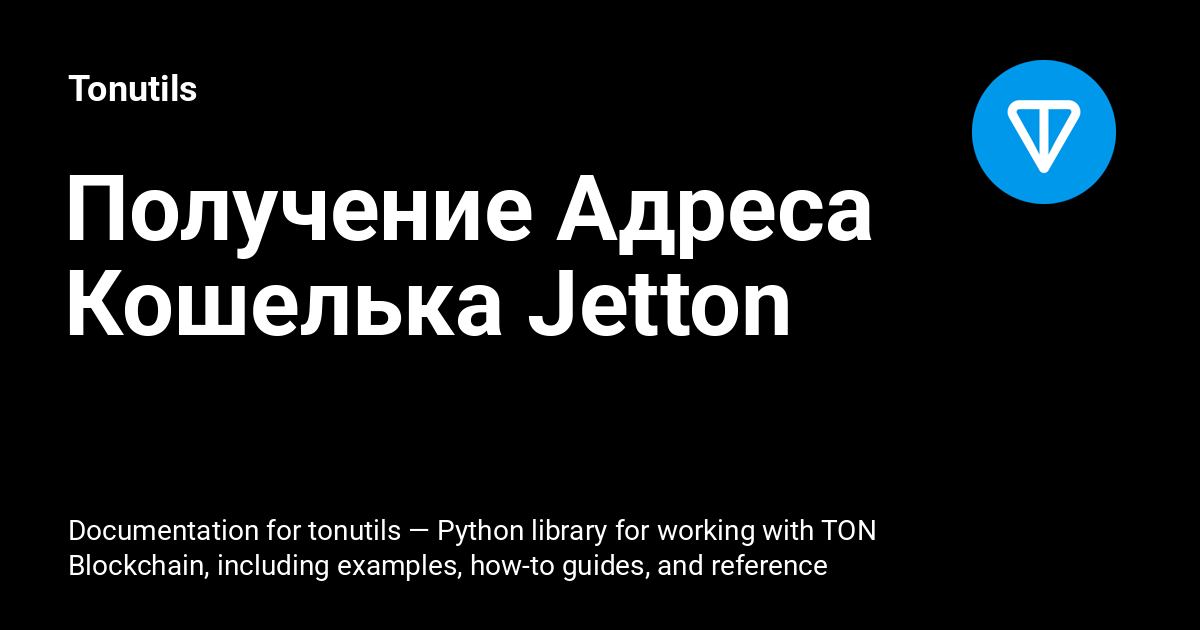 Tonutils
Получение Адреса
Кошелька Jetton
Documentation for tonutils — Python library for working with TON
Blockchain, including examples, how-to guides, and reference